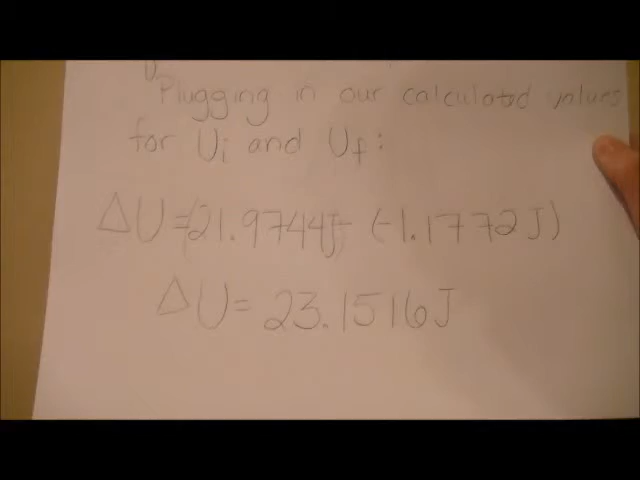 Plugging in our calculated values
for Ui and Uf:
ΔU = 21.9744J - (-1.1772J)
ΔU = 23.1516J